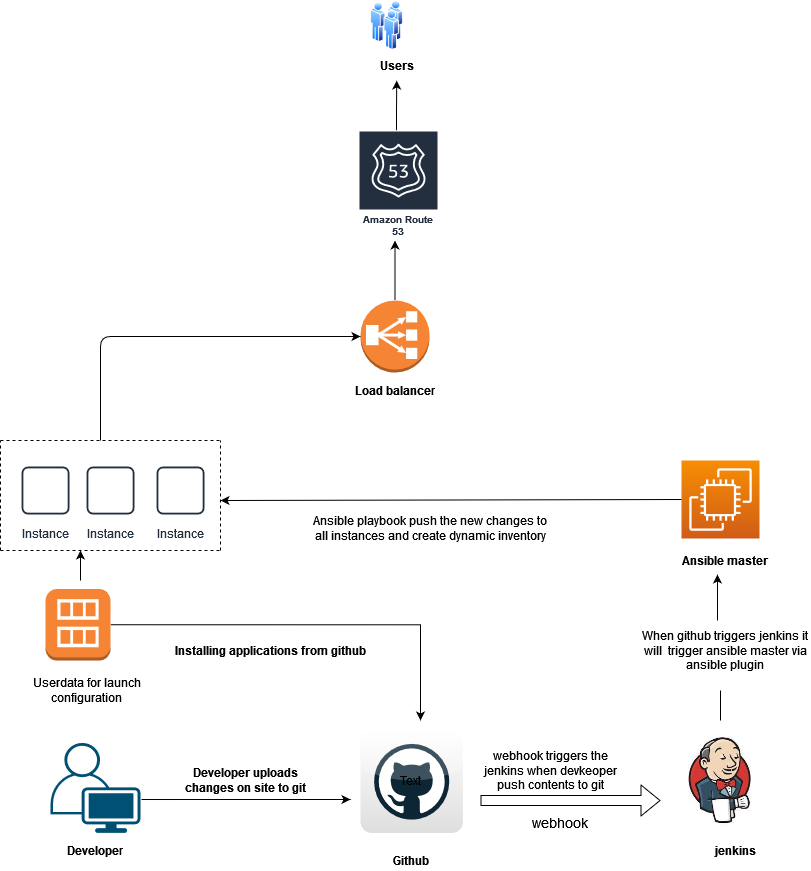 Users
53
Amazon Route
53
Load balancer
Instance
Instance
Instance
Ansible playbook push the new changes to
all instances and create dynamic inventory
Ansible master
Installing applications from github
When github triggers jenkins it
will trigger ansible master via
ansible plugin
Userdata for launch
configuration
Developer uploads
changes on site to git
Text
webhook triggers the
jenkins when devkeoper
push contents to git
webhook
Developer
Github
jenkins